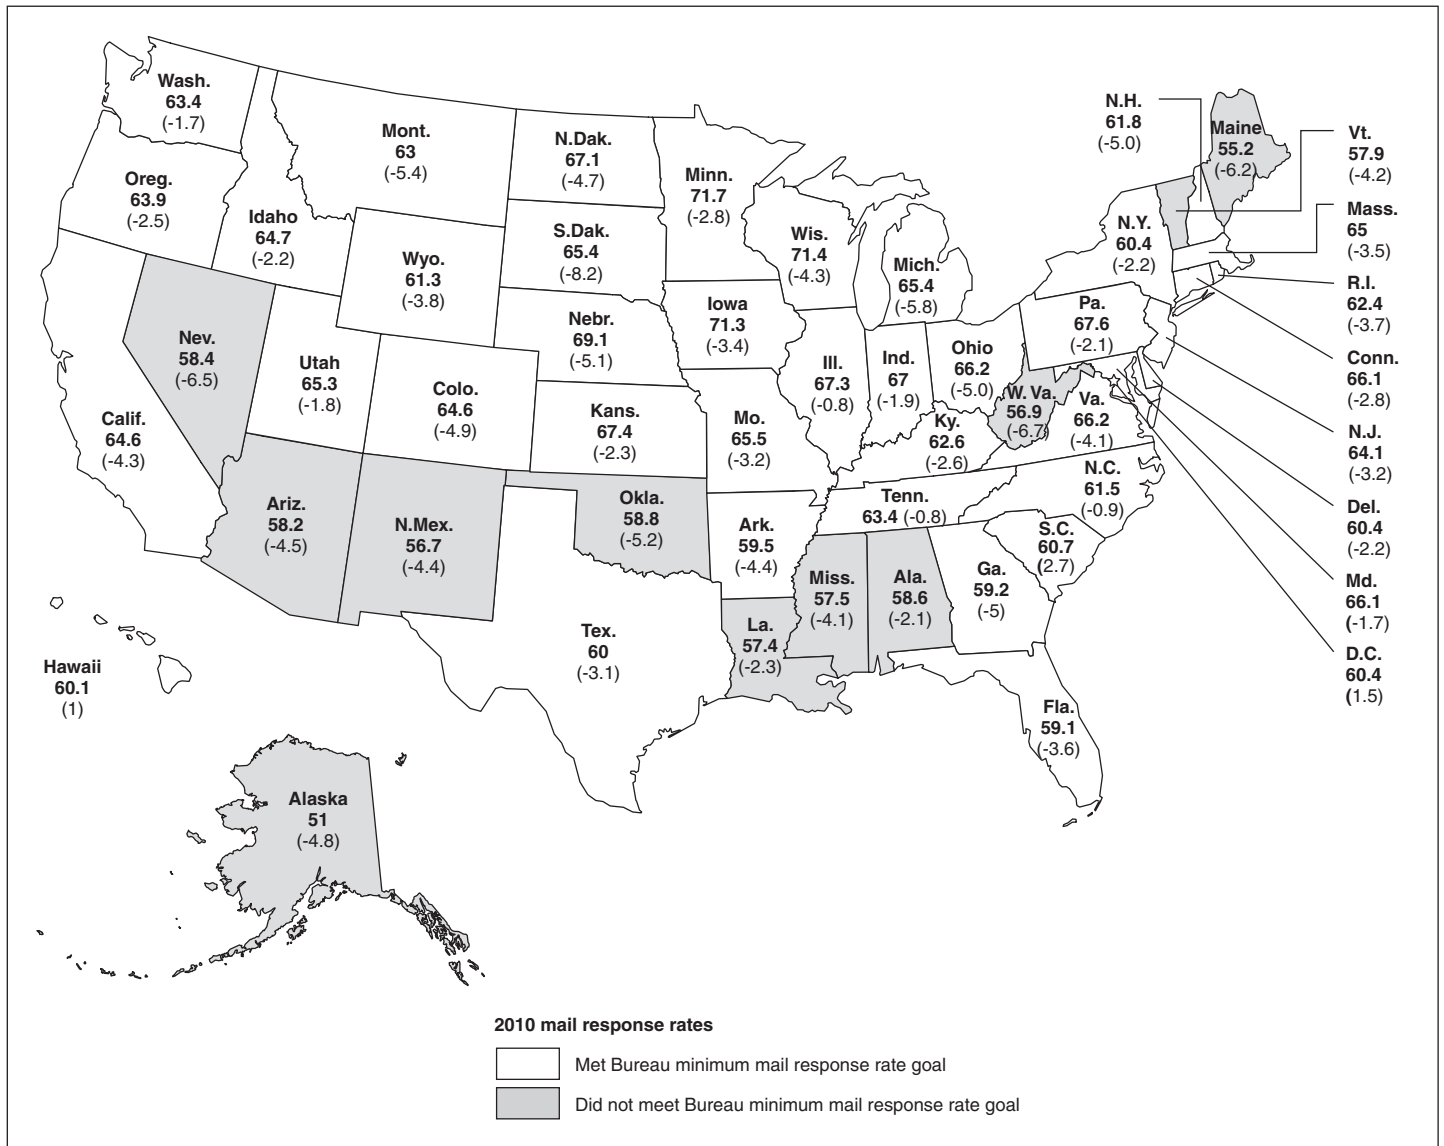 Wash.
63.4
(-1.7)
Oreg.
63.9
(-2.5)
Idaho
64.7
(-2.2)
Mont.
63
(-5.4)
Wyo.
61.3
(-3.8)
N.Dak.
67.1
(-4.7)
S.Dak.
65.4
(-8.2)
Nebr.
69.1
(-5.1)
Minn.
71.7
(-2.8)
Wis.
71.4
(-4.3)
Iowa
71.3
(-3.4)
Mich.
65.4
(-5.8)
N.H.
61.8
(-5.0)
Maine
55.2
(-6.2)
Vt.
57.9
(-4.2)
Mass.
65
(-3.5)
R.I.
62.4
(-3.7)
Conn.
66.1
(-2.8)
N.J.
64.1
(-3.2)
Del.
60.4
(-2.2)
Md.
66.1
(-1.7)
D.C.
60.4
(1.5)
N.Y.
60.4
(-2.2)
Pa.
67.6
(-2.1)
Nev.
58.4
(-6.5)
Utah
65.3
(-1.8)
Colo.
64.6
(-4.9)
Kans.
67.4
(-2.3)
Mo.
65.5
(-3.2)
Ill.
67.3
(-0.8)
Ind.
67
(-1.9)
Ohio
66.2
(-5.0)
W. Va.
56.9
(-6.7)
Va.
66.2
(-4.1)
Ky.
62.6
(-2.6)
Calif.
64.6
(-4.3)
Ariz.
58.2
(-4.5)
N.Mex.
56.7
(-4.4)
Okla.
58.8
(-5.2)
Ark.
59.5
(-4.4)
Tenn.
63.4 (-0.8)
N.C.
61.5
(-0.9)
S.C.
60.7
(2.7)
Ga.
59.2
(-5)
Ala.
58.6
(-2.1)
Miss.
57.5
(-4.1)
La.
57.4
(-2.3)
Tex.
60
(-3.1)
Fla.
59.1
(-3.6)
Hawaii
60.1
(1)
Alaska
51
(-4.8)
2010 mail response rates
Met Bureau minimum mail response rate goal
Did not meet Bureau minimum mail response rate goal